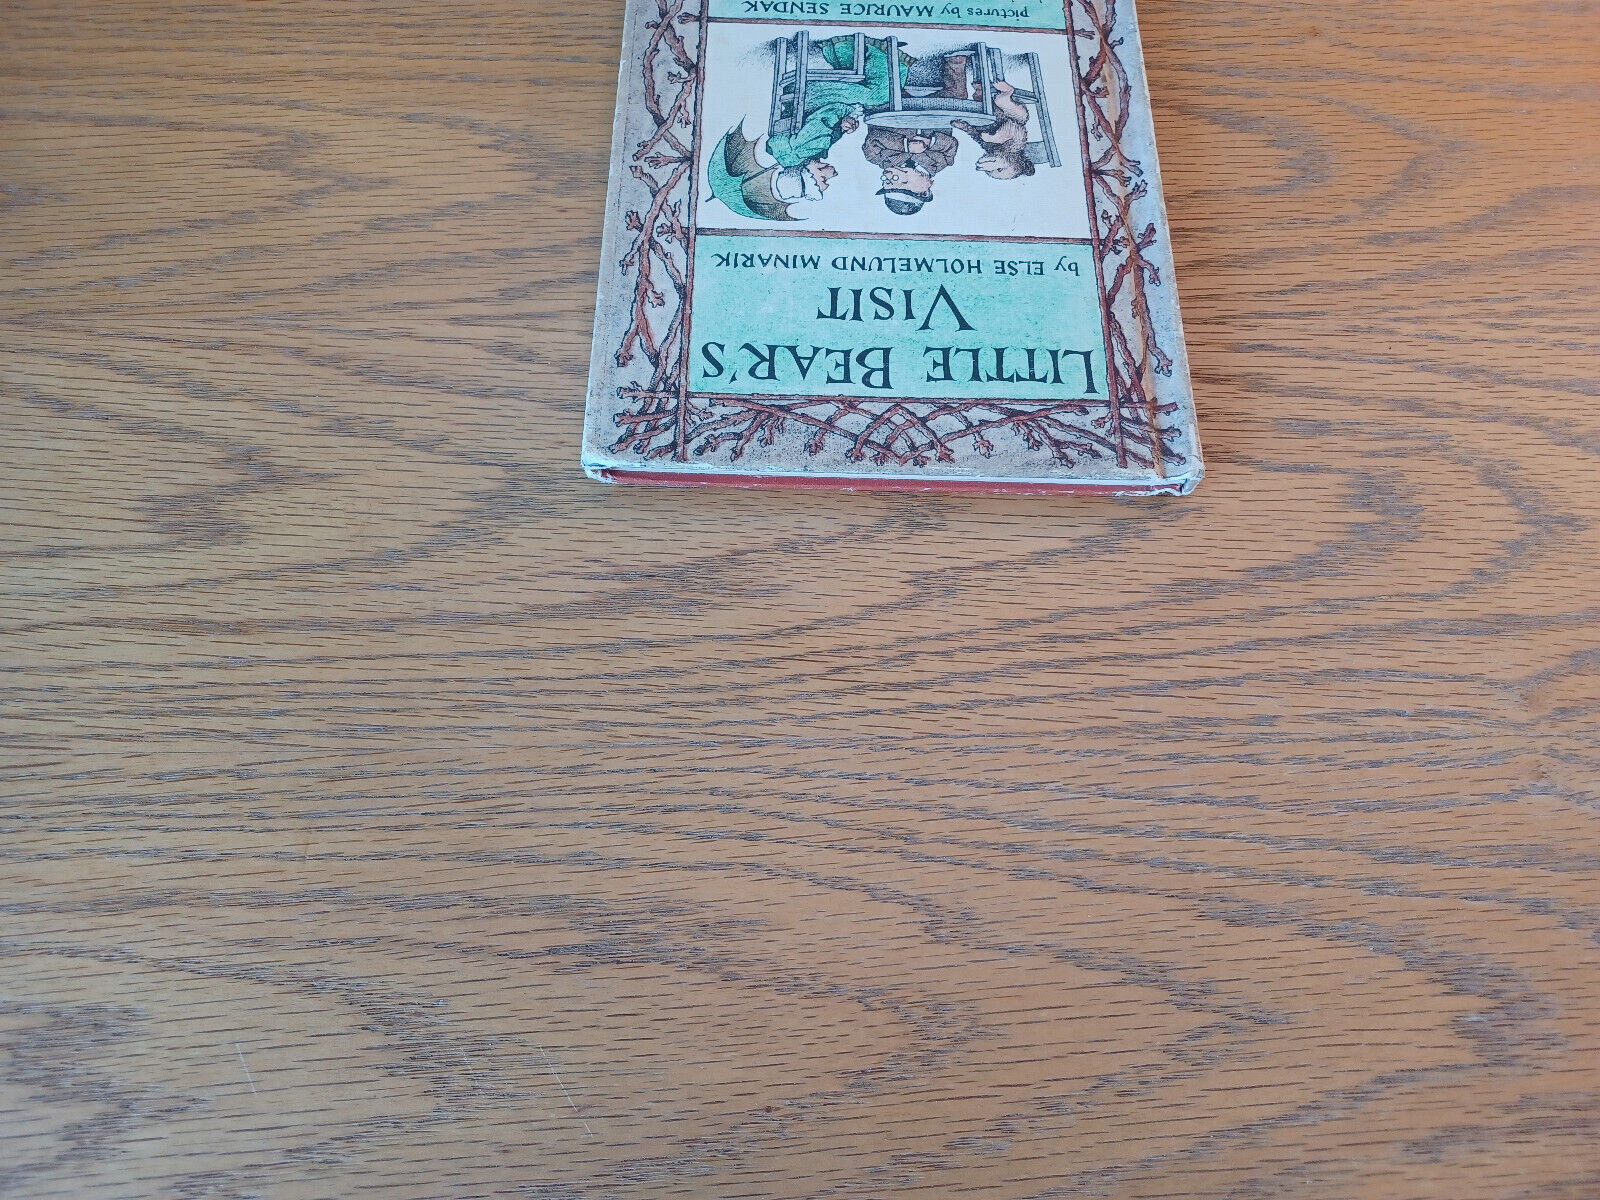 LITTLE BEAR'S
VISIT
by ELSE HOLMELUND MINARIK
pictures by MAURICE SENDAK